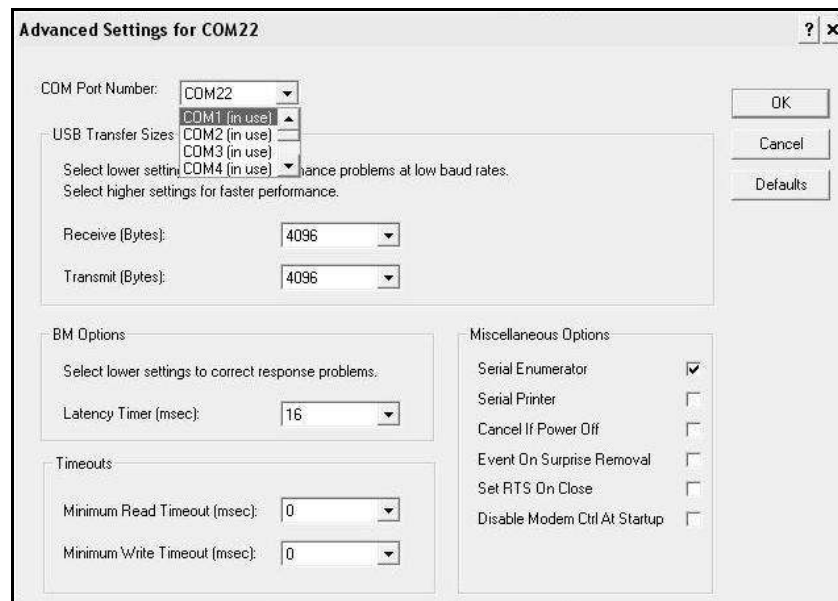 Advanced Settings for COM22
? x
COM Port Number: COM22
COM1 (in use)
COM2 (in use)
COM3 (in use)
COM4 (in use)
OK
Cancel
Defaults
USB Transfer Sizes
Select lower settin ance problems at low baud rates.
Select higher settings for faster performance.
Receive (Bytes): 4096
Transmit (Bytes): 4096
BM Options
Select lower settings to correct response problems.
Latency Timer (msec): 16
Timeouts
Minimum Read Timeout (msec): 0
Minimum Write Timeout (msec): 0
Miscellaneous Options
Serial Enumerator
Serial Printer
Cancel If Power Off
Event On Surprise Removal
Set RTS On Close
Disable Modem Ctrl At Startup